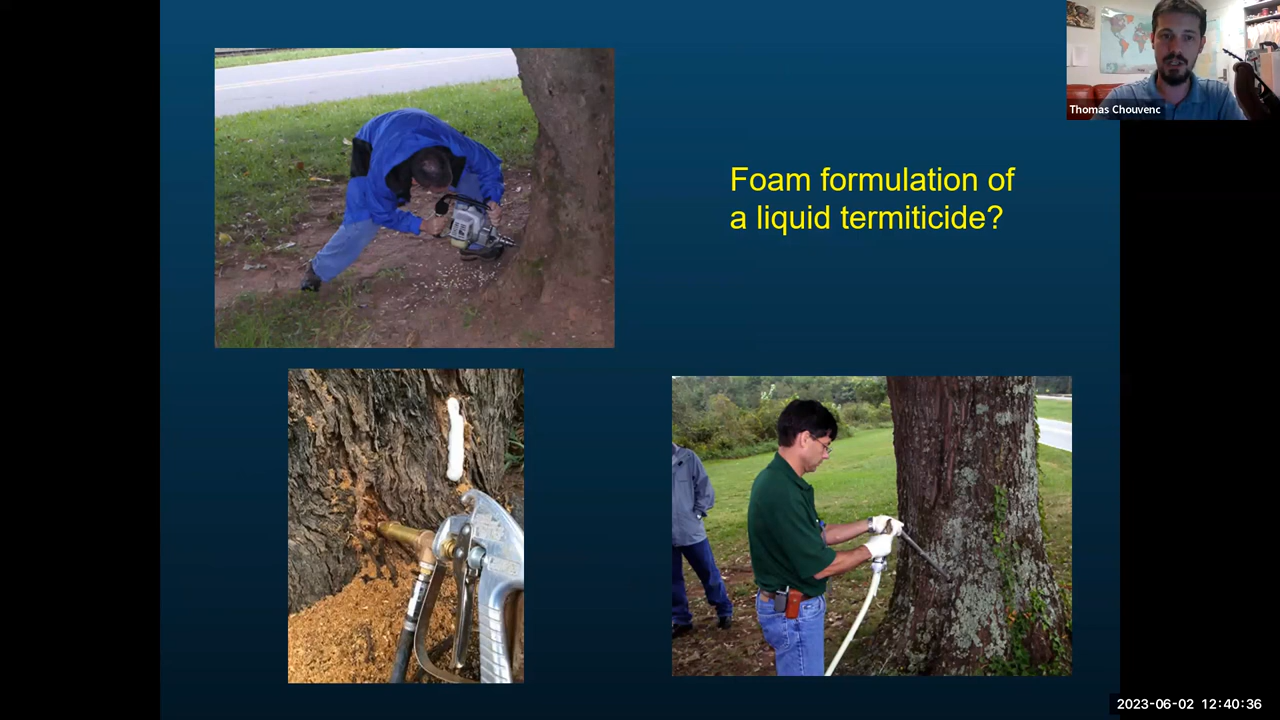 Thomas Chouvenc
Foam formulation of
a liquid termiticide?
2023-06-02 12:40:36